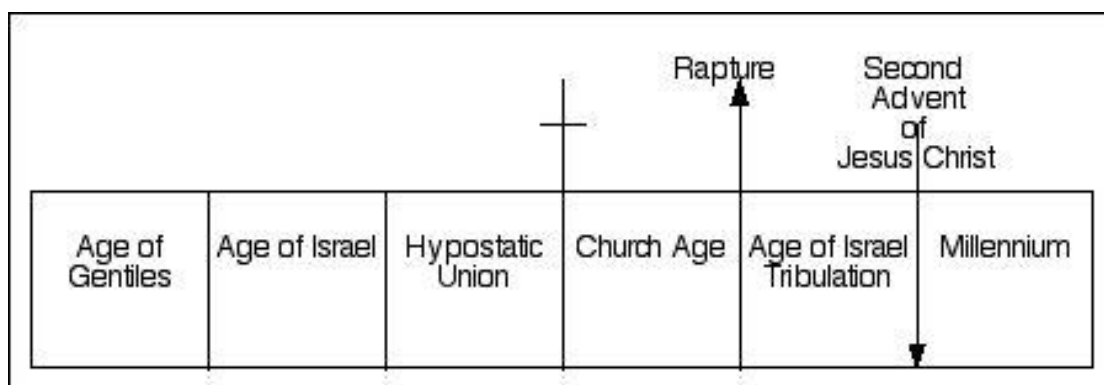 Rapture
Second
Advent
of
Jesus Christ
Age of
Gentiles
Age of Israel
Hypostatic
Union
Church Age
Age of Israel
Tribulation
Millennium